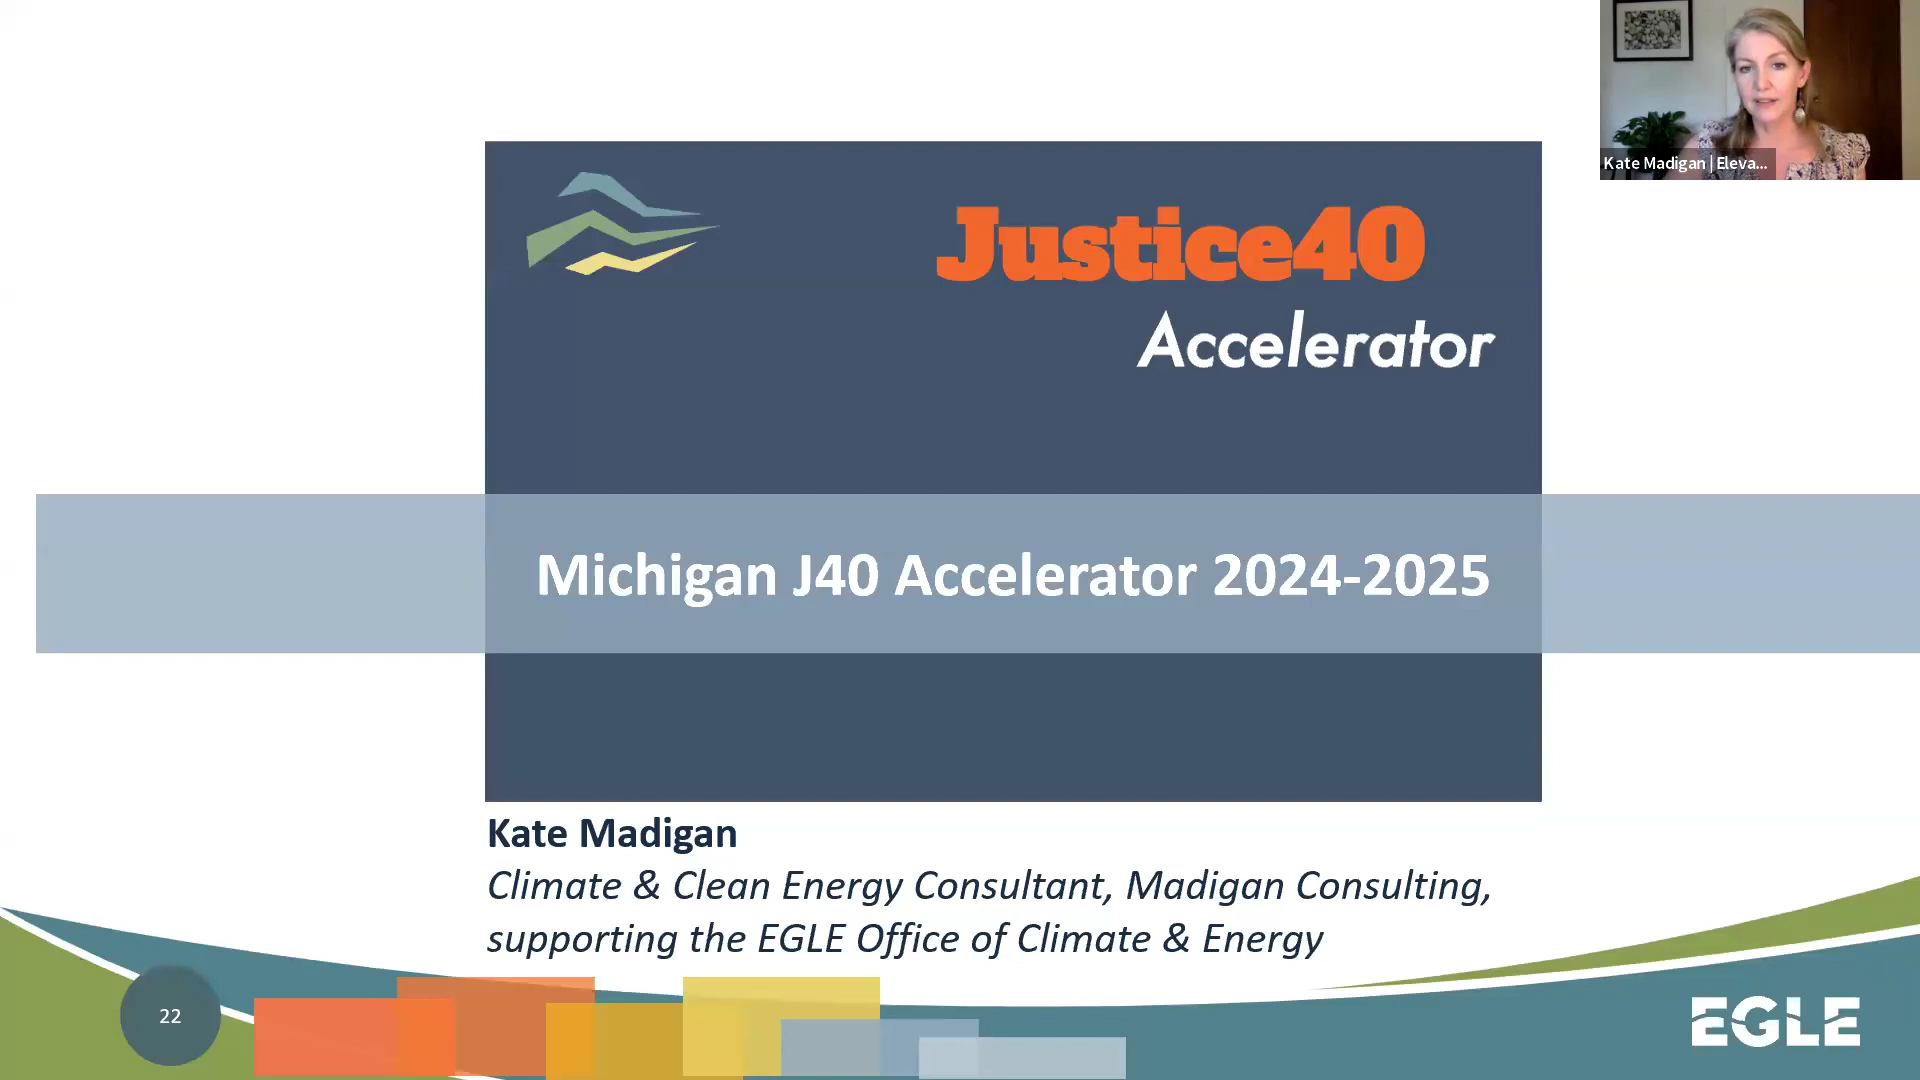 Kate Madigan | Eleva...
Justice40
Accelerator
Michigan J40 Accelerator 2024-2025
Kate Madigan
Climate & Clean Energy Consultant, Madigan Consulting,
supporting the EGLE Office of Climate & Energy
22
EGLE